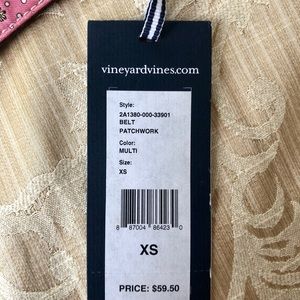 vineyardvines.com
Style:
2A1380-000-33901
BELT
PATCHWORK
Color:
MULTI
Size:
XS
8 87004 86423 0
XS
PRICE: $59.50